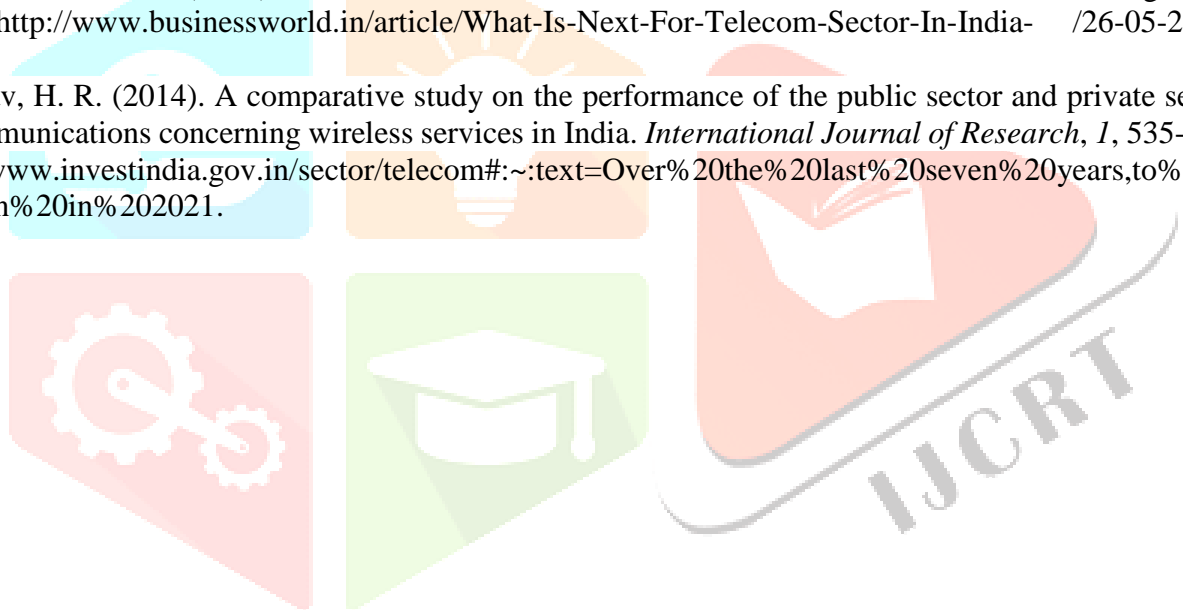 http://www.businessworld.in/article/What-Is-Next-For-Telecom-Sector-In-India- /26-05-2
v, H. R. (2014). A comparative study on the performance of the public sector and private se
munications concerning wireless services in India. International Journal of Research, 1, 535-
www.investindia.gov.in/sector/telecom#:~:text=Over%20the%20last%20seven%20years,to%
n%20in%202021.
IJCRT